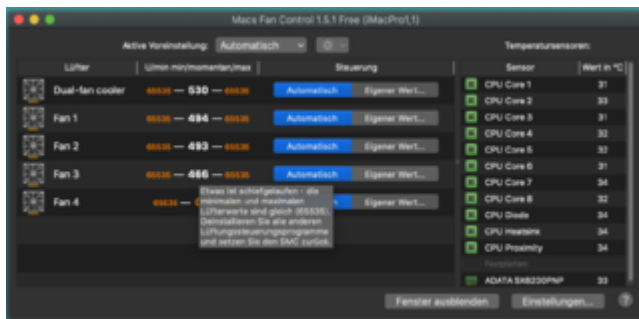 Macs Fan Control 1.5.1 Free (iMacPro1,1)
Aktive Voreinstellung: Automatisch
Temperatursensoren:
Lüfter U/min min/momentan/max Steuerung
Sensor Wert in °C
Dual-fan cooler 65535 — 530 — 65535 Automatisch Eigener Wert...
Fan 1 65535 — 494 — 65535 Automatisch Eigener Wert...
Fan 2 65535 — 493 — 65535 Automatisch Eigener Wert...
Fan 3 65535 — 466 — 65535 Automatisch Eigener Wert...
Fan 4 65535 — Eigener Wert...
Etwas ist schiefgelaufen - die
minimalen und maximalen
Lüfterwerte sind gleich (65535).
Deinstallieren Sie alle anderen
Lüftungssteuerungsprogramme
und setzen Sie den SMC zurück.
CPU Core 1 31
CPU Core 2 33
CPU Core 3 31
CPU Core 4 32
CPU Core 5 32
CPU Core 6 31
CPU Core 7 34
CPU Core 8 32
CPU Diode 34
CPU Heatsink 34
CPU Proximity 34
Festplatten
ADATA SX8200PNP 33
Fenster ausblenden Einstellungen... ?